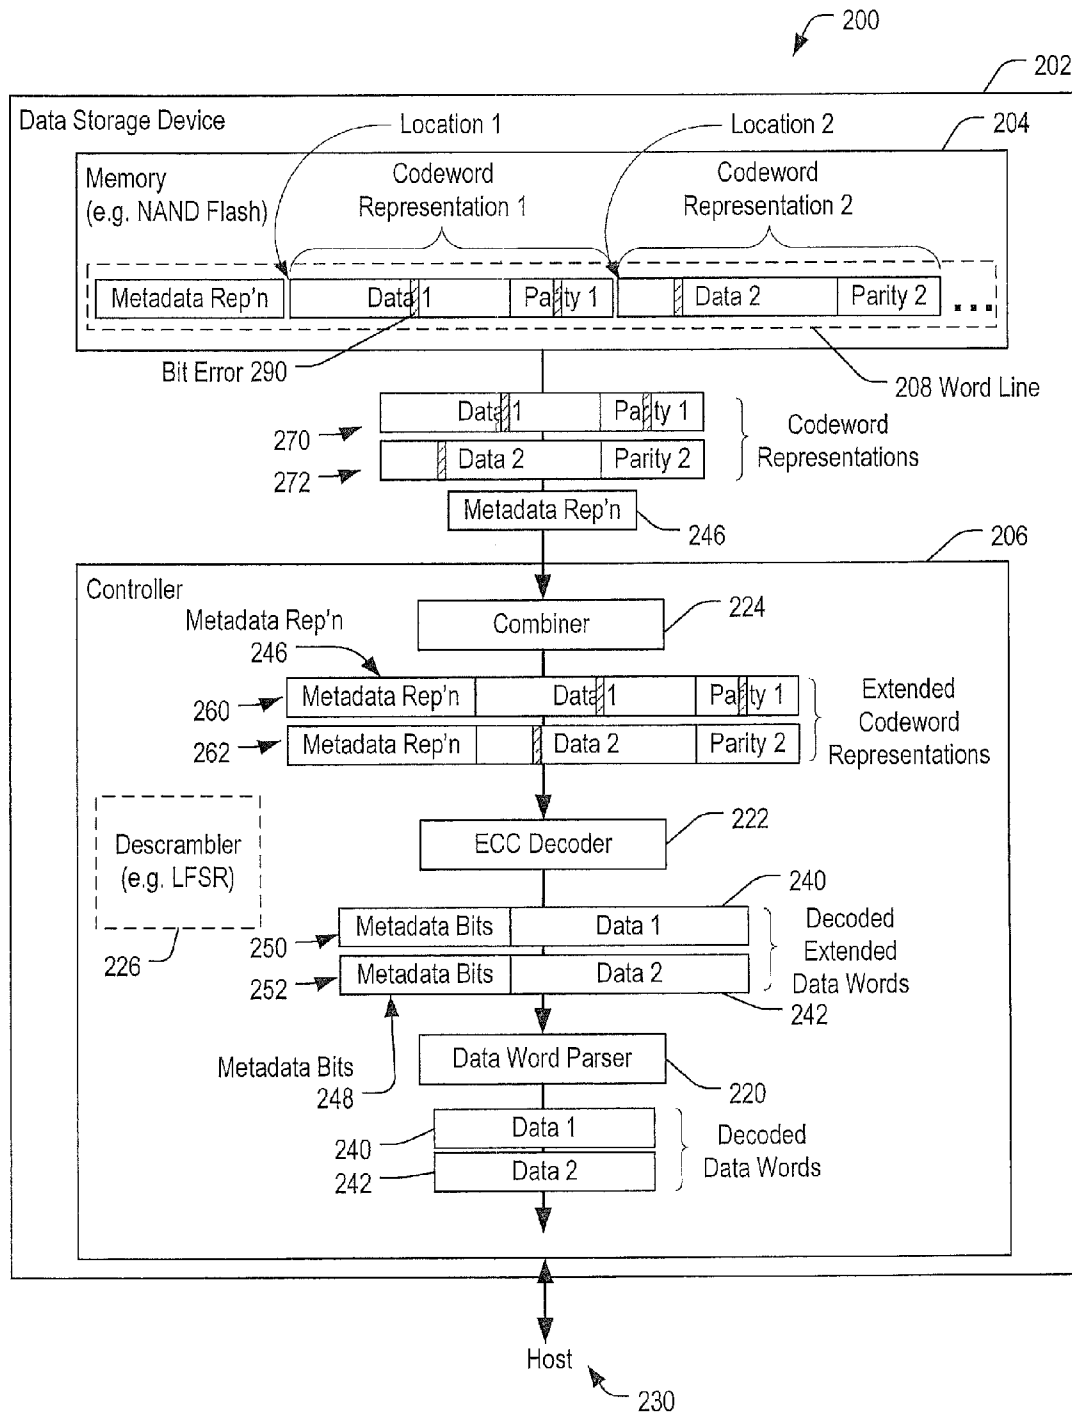 200
202
Data Storage Device
Location 1
Location 2
204
Memory
(e.g. NAND Flash)
Codeword
Representation 1
Codeword
Representation 2
Metadata Rep'n
Data 1
Parity 1
Data 2
Parity 2
...
Bit Error 290
208 Word Line
Data 1
Parity 1
270
Data 2
Parity 2
272
Codeword
Representations
Metadata Rep'n
246
206
Controller
Combiner
224
Metadata Rep'n
246
260
Metadata Rep'n
Data 1
Parity 1
262
Metadata Rep'n
Data 2
Parity 2
Extended
Codeword
Representations
Descrambler
(e.g. LFSR)
226
ECC Decoder
222
240
250
Metadata Bits
Data 1
252
Metadata Bits
Data 2
Decoded
Extended
Data Words
242
Metadata Bits
248
Data Word Parser
220
240
Data 1
242
Data 2
Decoded
Data Words
Host
230